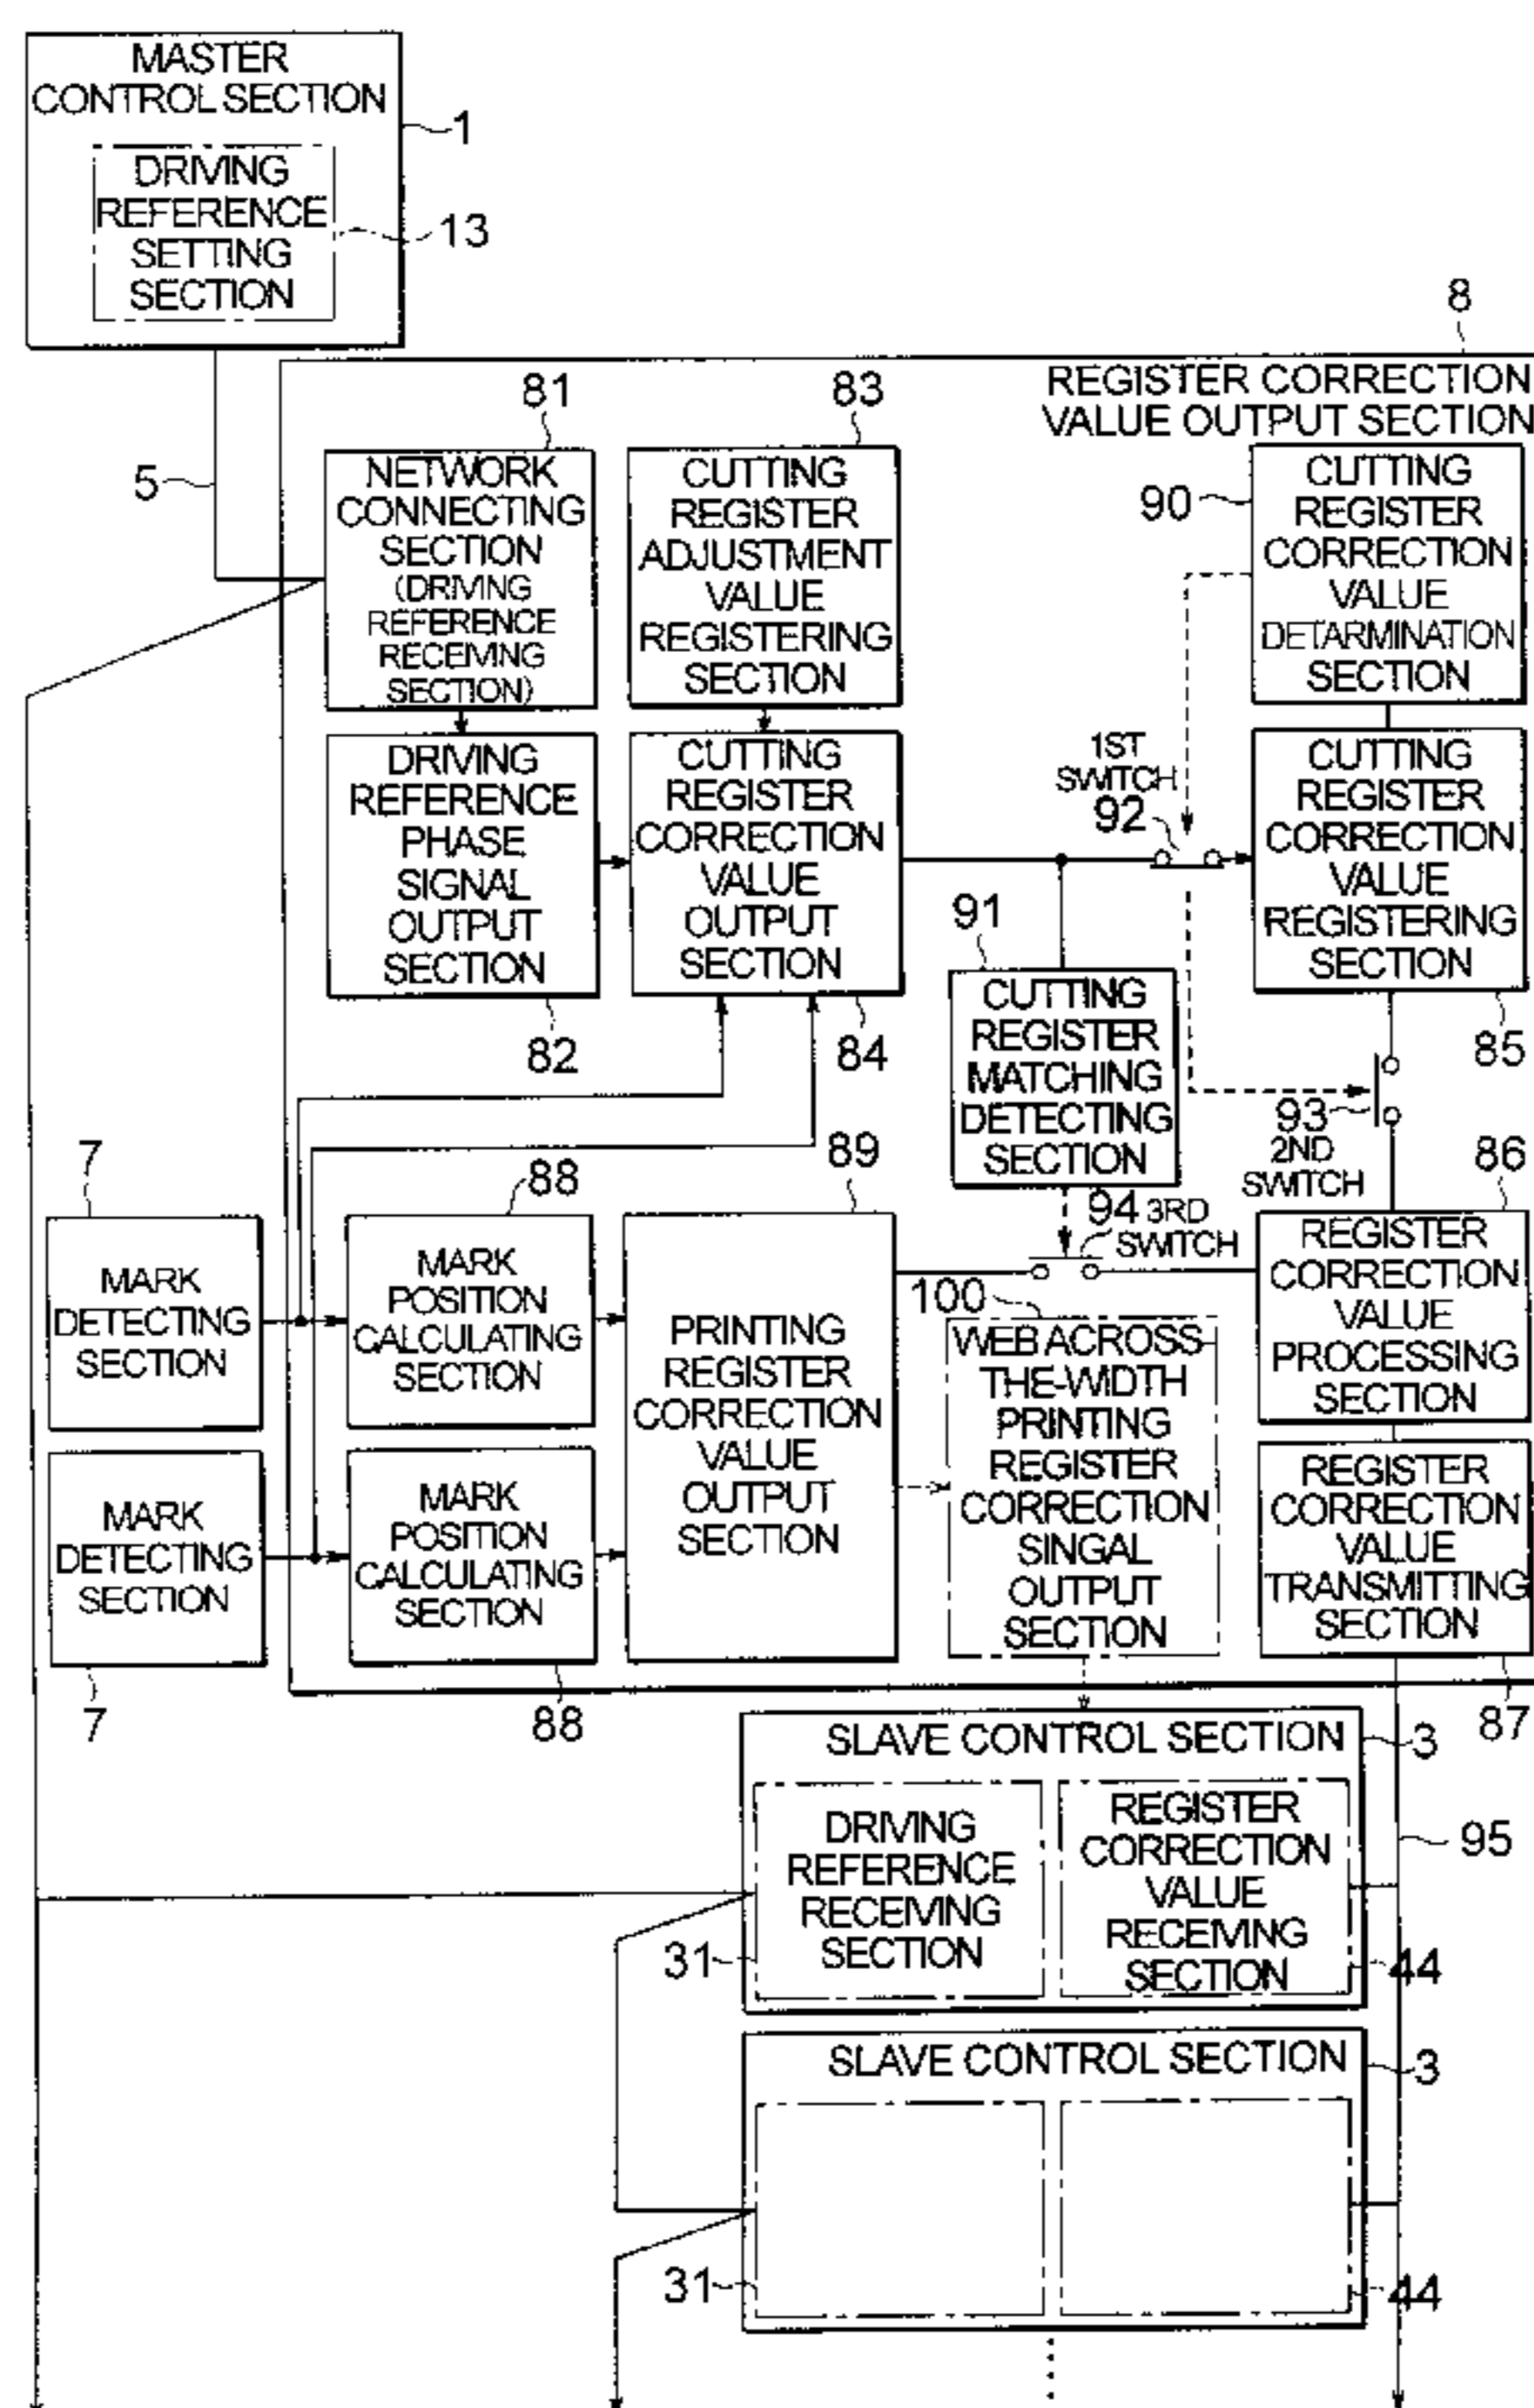 MASTER
CONTROL SECTION
1
DRIVING
REFERENCE
SETTING
SECTION
13
8
REGISTER CORRECTION
VALUE OUTPUT SECTION
5
81
NETWORK
CONNECTING
SECTION
(DRIVING
REFERENCE
RECEIVING
SECTION)
83
CUTTING
REGISTER
ADJUSTMENT
VALUE
REGISTERING
SECTION
90
CUTTING
REGISTER
CORRECTION
VALUE
DETARMINATION
SECTION
DRIVING
REFERENCE
PHASE
SIGNAL
OUTPUT
SECTION
82
CUTTING
REGISTER
CORRECTION
VALUE
OUTPUT
SECTION
84
1ST
SWITCH
92
CUTTING
REGISTER
CORRECTION
VALUE
REGISTERING
SECTION
85
91
CUTTING
REGISTER
MATCHING
DETECTING
SECTION
93
2ND
SWITCH
94 3RD
SWITCH
7
MARK
DETECTING
SECTION
88
MARK
POSITION
CALCULATING
SECTION
89
PRINTING
REGISTER
CORRECTION
VALUE
OUTPUT
SECTION
86
REGISTER
CORRECTION
VALUE
PROCESSING
SECTION
100
WEB ACROSS-
THE-WIDTH
PRINTING
REGISTER
CORRECTION
SINGAL
OUTPUT
SECTION
MARK
DETECTING
SECTION
7
MARK
POSITION
CALCULATING
SECTION
88
REGISTER
CORRECTION
VALUE
TRANSMITTING
SECTION
87
SLAVE CONTROL SECTION
3
DRIVING
REFERENCE
RECEIVING
SECTION
31
REGISTER
CORRECTION
VALUE
RECEIVING
SECTION
44
95
SLAVE CONTROL SECTION
3
31
44